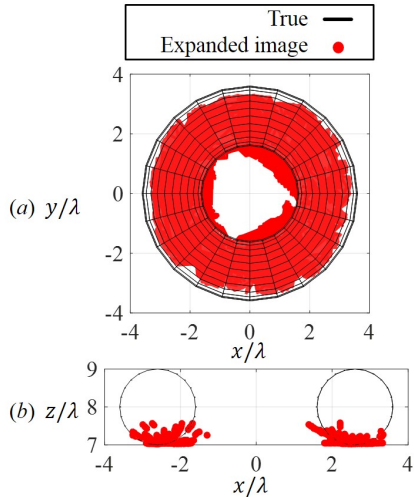 True
Expanded image
4
2
(a) y/λ 0
-2
-4
-4 -2 0 2 4
x/λ
9
(b) z/λ 8
7
-4 -2 0 2 4
x/λ